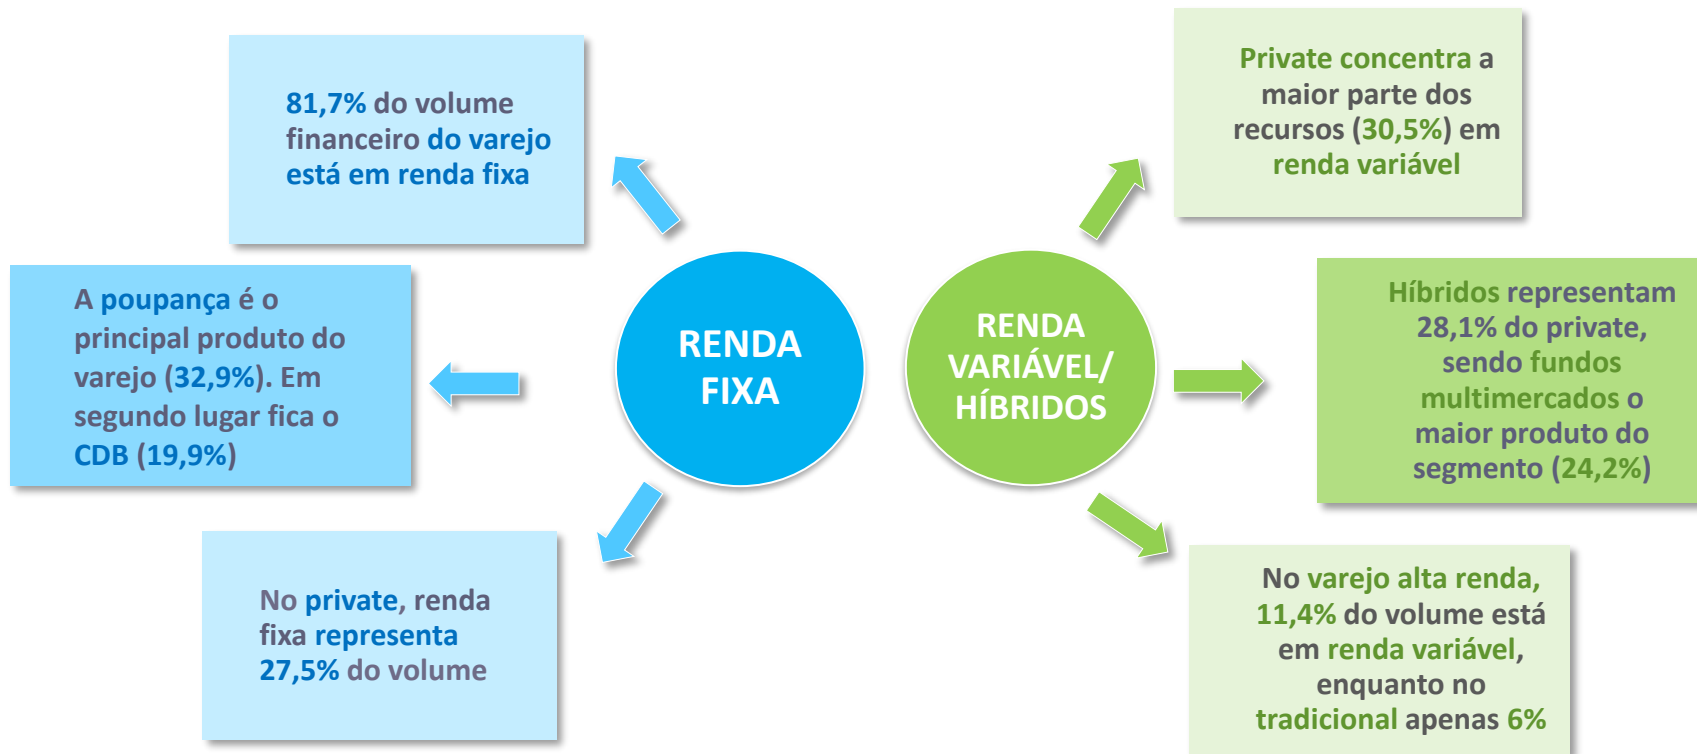 81,7% do volume
financeiro do varejo
está em renda fixa
A poupança é o
principal produto do
varejo (32,9%). Em
segundo lugar fica o
CDB (19,9%)
No private, renda
fixa representa
27,5% do volume
RENDA
FIXA
RENDA
VARIÁVEL/
HÍBRIDOS
Private concentra a
maior parte dos
recursos (30,5%) em
renda variável
Híbridos representam
28,1% do private,
sendo fundos
multimercados o
maior produto do
segmento (24,2%)
No varejo alta renda,
11,4% do volume está
em renda variável,
enquanto no
tradicional apenas 6%